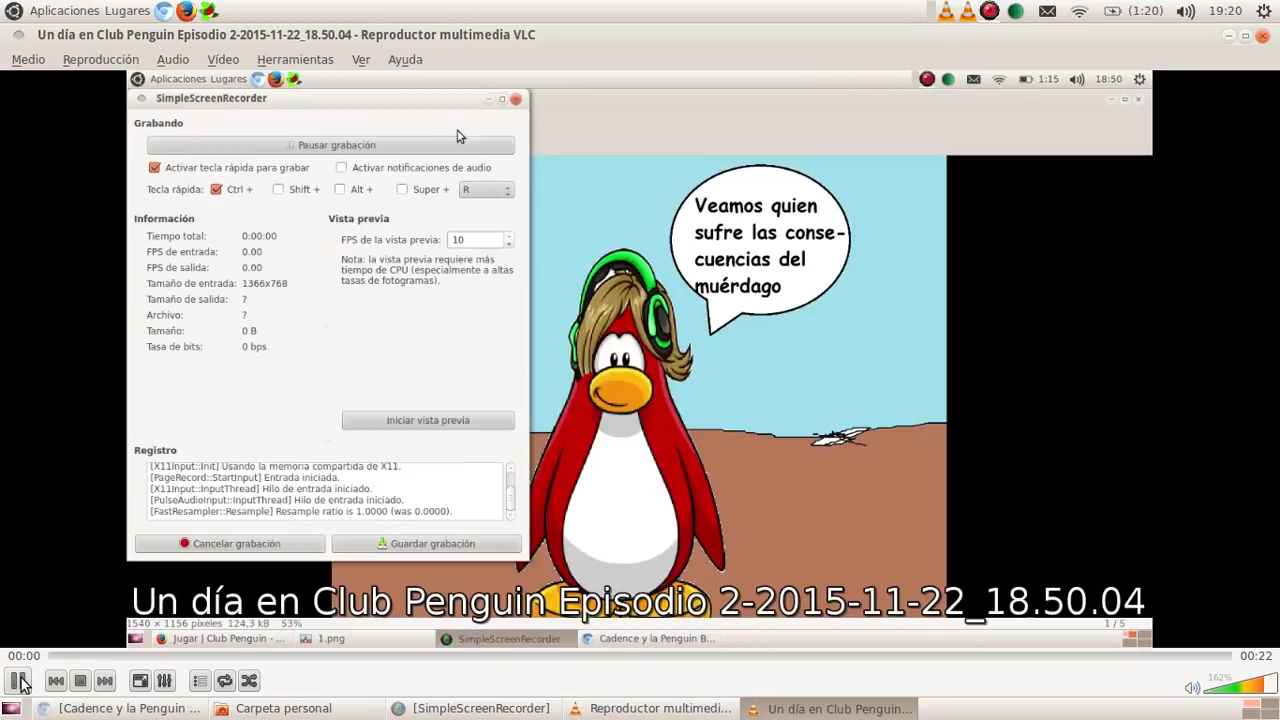 Aplicaciones Lugares
(1:20)
19:20
Un día en Club Penguin Episodio 2-2015-11-22_18.50.04 - Reproductor multimedia VLC
Medio Reproducción Audio Vídeo Herramientas Ver Ayuda
Aplicaciones Lugares
1:15
18:50
SimpleScreenRecorder
Grabando
Pausar grabación
Activar tecla rápida para grabar
Activar notificaciones de audio
Tecla rápida: Ctrl + Shift + Alt + Super + R
Información
Tiempo total: 0:00:00
FPS de entrada: 0.00
FPS de salida: 0.00
Tamaño de entrada: 1366x768
Tamaño de salida: ?
Archivo: ?
Tamaño: 0 B
Tasa de bits: 0 bps
Vista previa
FPS de la vista previa: 10
Nota: la vista previa requiere más
tiempo de CPU (especialmente a altas
tasas de fotogramas).
Iniciar vista previa
Registro
[X11Input::Init] Usando la memoria compartida de X11.
[PageRecord::StartInput] Entrada iniciada.
[X11Input::InputThread] Hilo de entrada iniciado.
[PulseAudioInput::InputThread] Hilo de entrada iniciado.
[FastResampler::Resample] Resample ratio is 1.0000 (was 0.0000).
Cancelar grabación
Guardar grabación
Veamos quien
sufre las conse-
cuencias del
muérdago
Un día en Club Penguin Episodio 2-2015-11-22_18.50.04
1540 × 1156 píxeles 124,3 kB 53%
1 / 5
Jugar | Club Penguin - ...
1.png
SimpleScreenRecorder
Cadence y la Penguin B...
00:00
00:22
162%
[Cadence y la Penguin ...
Carpeta personal
[SimpleScreenRecorder]
Reproductor multimedi...
Un día en Club Penguin...